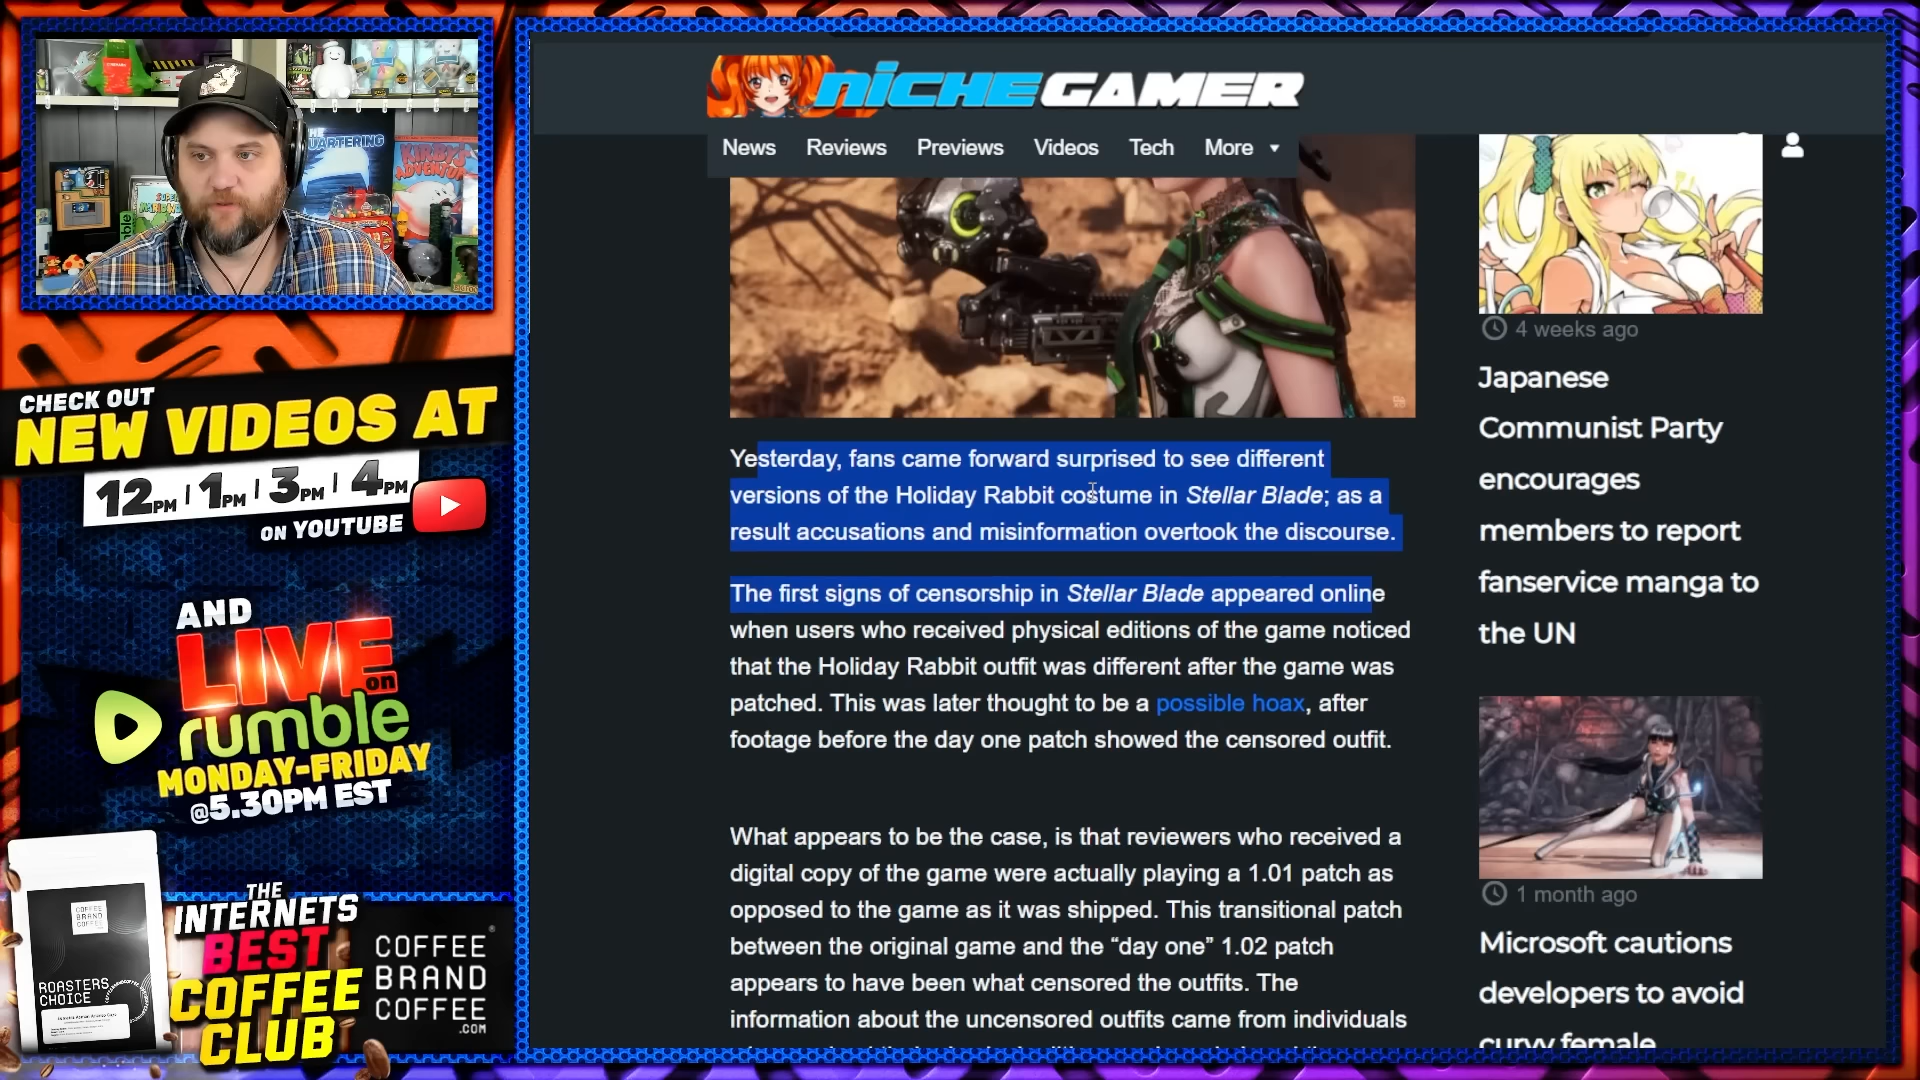 THE
QUARTERING
KIRBY'S
ADVENTURE
CHECK OUT
NEW VIDEOS AT
12PM | 1PM | 3PM | 4PM
ON YOUTUBE
AND
LIVE on
rumble
MONDAY-FRIDAY
@5.30PM EST
COFFEE
BRAND
COFFEE
ROASTERS
CHOICE
THE
INTERNETS
BEST
COFFEE
CLUB
COFFEE
BRAND
COFFEE
.COM
NICHEGAMER
News Reviews Previews Videos Tech More
Yesterday, fans came forward surprised to see different
versions of the Holiday Rabbit costume in Stellar Blade; as a
result accusations and misinformation overtook the discourse.
The first signs of censorship in Stellar Blade appeared online
when users who received physical editions of the game noticed
that the Holiday Rabbit outfit was different after the game was
patched. This was later thought to be a possible hoax, after
footage before the day one patch showed the censored outfit.
What appears to be the case, is that reviewers who received a
digital copy of the game were actually playing a 1.01 patch as
opposed to the game as it was shipped. This transitional patch
between the original game and the “day one” 1.02 patch
appears to have been what censored the outfits. The
information about the uncensored outfits came from individuals
4 weeks ago
Japanese
Communist Party
encourages
members to report
fanservice manga to
the UN
1 month ago
Microsoft cautions
developers to avoid
curvy female